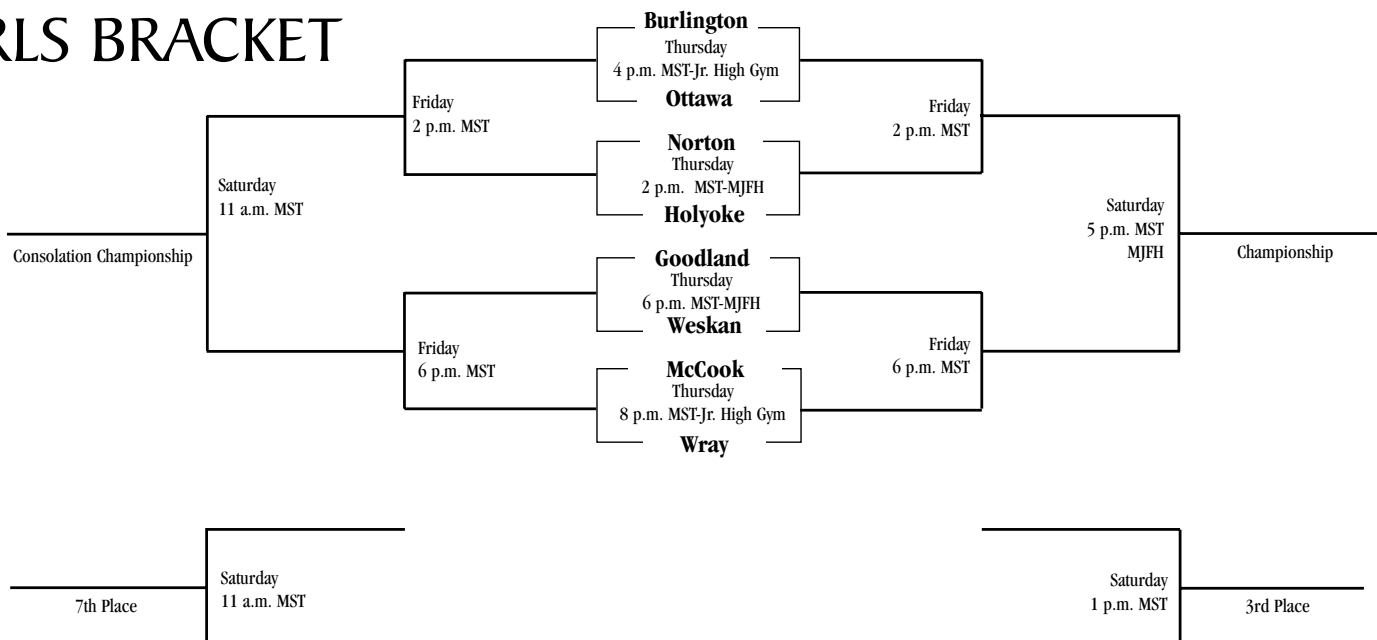 RLS BRACKET
Burlington
Thursday
4 p.m. MST-Jr. High Gym
Ottawa
Friday
2 p.m. MST
Friday
2 p.m. MST
Norton
Thursday
2 p.m. MST-MJFH
Holyoke
Saturday
11 a.m. MST
Saturday
5 p.m. MST
MJFH
Consolation Championship
Championship
Goodland
Thursday
6 p.m. MST-MJFH
Weskan
Friday
6 p.m. MST
Friday
6 p.m. MST
McCook
Thursday
8 p.m. MST-Jr. High Gym
Wray
Saturday
11 a.m. MST
7th Place
Saturday
1 p.m. MST
3rd Place